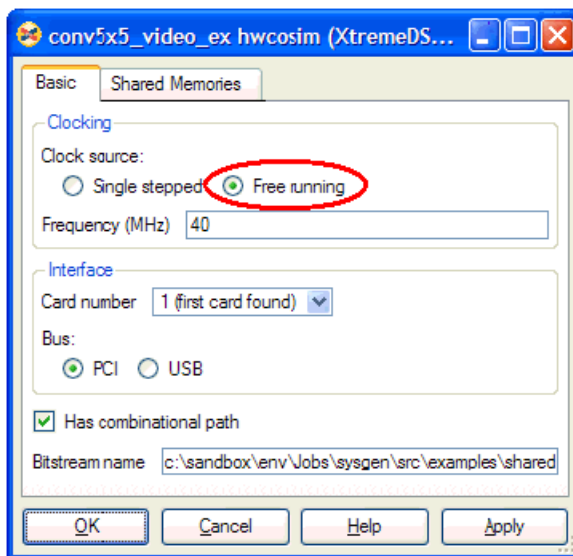 conv5x5_video_ex hwcosim (XtremeDS...
Basic Shared Memories
Clocking
Clock source:
Single stepped Free running
Frequency (MHz) 40
Interface
Card number 1 (first card found)
Bus:
PCI USB
Has combinational path
Bitstream name c:\sandbox\env\Jobs\sysgen\src\examples\shared
OK Cancel Help Apply